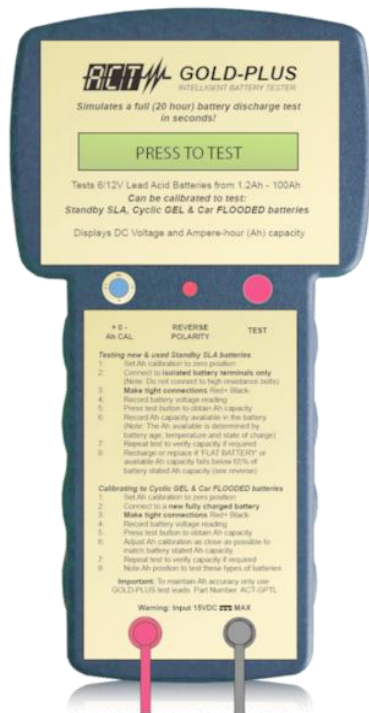 ACT GOLD-PLUS
INTELLIGENT BATTERY TESTER
Simulates a full (20 hour) battery discharge test
in seconds!
PRESS TO TEST
Tests 6/12V Lead Acid Batteries from 1.2Ah - 100Ah
Can be calibrated to test:
Standby SLA, Cyclic GEL & Car FLOODED batteries
Displays DC Voltage and Ampere-hour (Ah) capacity
+ 0 -
Ah CAL
REVERSE
POLARITY
TEST
Testing new & used Standby SLA batteries
1: Set Ah calibration to zero position
2: Connect to isolated battery terminals only
(Note: Do not connect to high resistance bolts)
3: Make tight connections Red+ Black-
4: Record battery voltage reading
5: Press test button to obtain Ah capacity
6: Record Ah capacity available in the battery
(Note: The Ah available is determined by
battery age, temperature and state of charge)
7: Repeat test to verify capacity if required
8: Recharge or replace if 'FLAT BATTERY' or
available Ah capacity falls below 65% of
battery stated Ah capacity (see reverse)
Calibrating to Cyclic GEL & Car FLOODED batteries
1: Set Ah calibration to zero position
2: Connect to a new fully charged battery
3: Make tight connections Red+ Black-
4: Record battery voltage reading
5: Press test button to obtain Ah capacity
6: Adjust Ah calibration as close as possible to
match battery stated Ah capacity
7: Repeat test to verify capacity if required
8: Note Ah position to test these types of batteries
Important: To maintain Ah accuracy only use
GOLD-PLUS test leads. Part Number: ACT-GPTL
Warning: Input 15VDC MAX